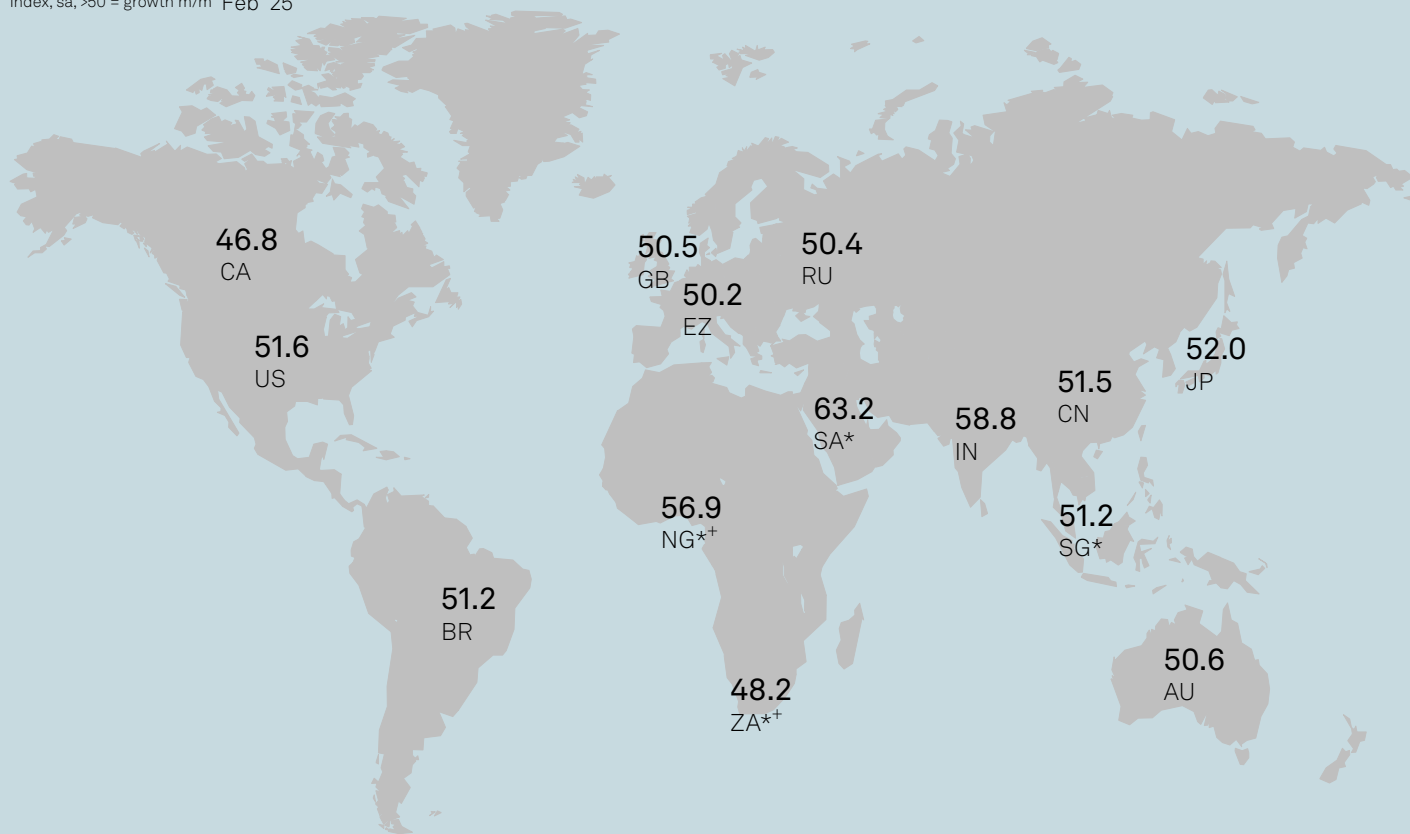 Index, sa, >50 = growth m/m Feb '25
46.8
CA
50.5
GB
50.4
RU
50.2
EZ
51.6
US
52.0
JP
51.5
CN
63.2
SA*
58.8
IN
56.9
NG*+
51.2
SG*
51.2
BR
50.6
AU
48.2
ZA*+